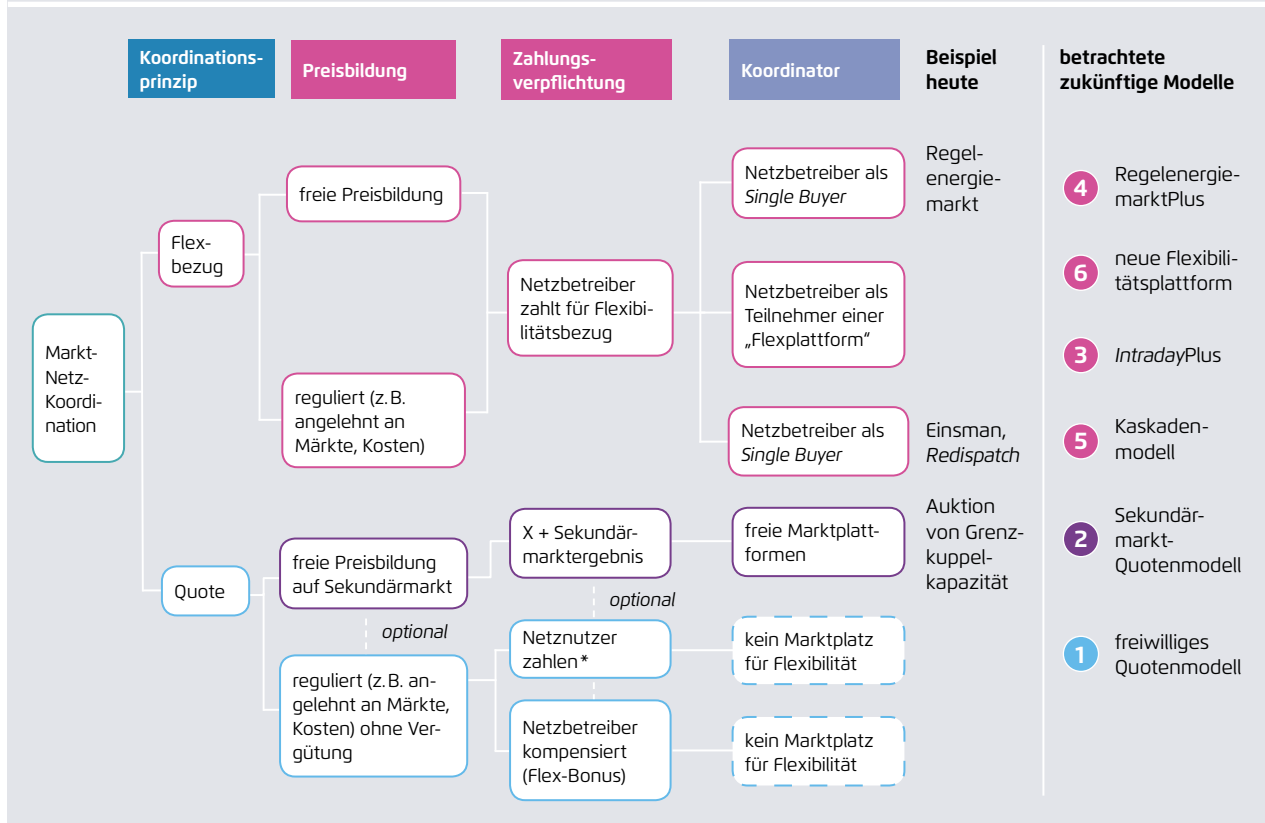 Koordinations-
prinzip
Preisbildung
Zahlungs-
verpflichtung
Koordinator
Beispiel
heute
betrachtete
zukünftige Modelle
Markt-
Netz-
Koordi-
nation
Flex-
bezug
Quote
freie Preisbildung
reguliert (z. B.
angelehnt an
Märkte, Kosten)
freie Preisbildung
auf Sekundärmarkt
optional
reguliert (z. B. an-
gelehnt an Märkte,
Kosten) ohne Ver-
gütung
Netzbetreiber
zahlt für Flexibi-
litätsbezug
X + Sekundär-
marktergebnis
optional
Netznutzer
zahlen*
Netzbetreiber
kompensiert
(Flex-Bonus)
Netzbetreiber als
Single Buyer
Netzbetreiber als
Teilnehmer einer
„Flexplattform“
Netzbetreiber als
Single Buyer
freie Marktplatt-
formen
kein Marktplatz
für Flexibilität
kein Marktplatz
für Flexibilität
Regel-
energie-
markt
Einsman,
Redispatch
Auktion
von Grenz-
kuppel-
kapazität
4 Regelenergie-
marktPlus
6 neue Flexibili-
tätsplattform
3 IntradayPlus
5 Kaskaden-
modell
2 Sekundär-
markt-
Quotenmodell
1 freiwilliges
Quotenmodell